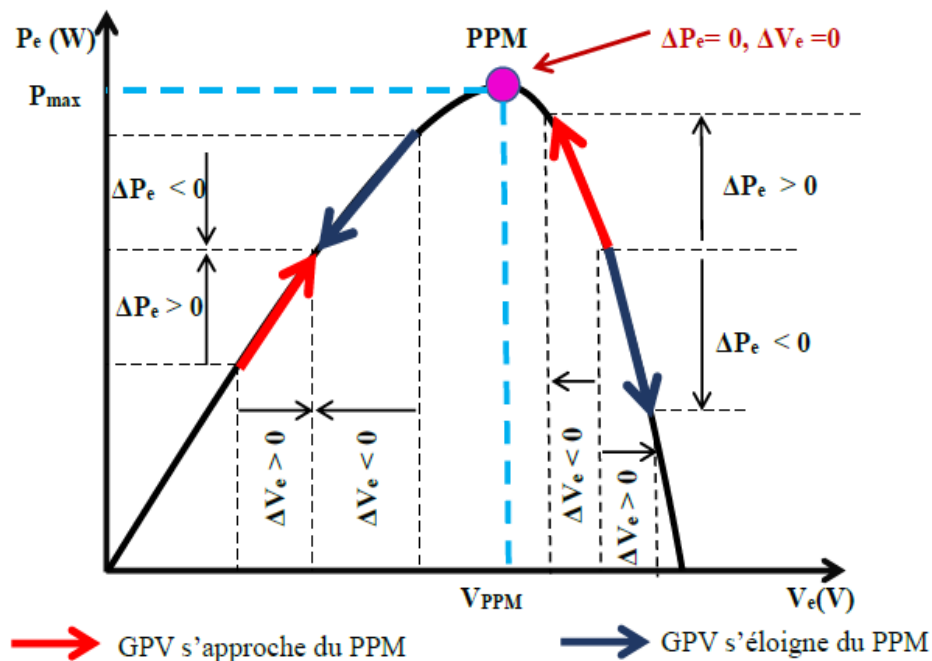 Pe (W)
PPM
ΔPe= 0, ΔVe =0
Pmax
ΔPe < 0
ΔPe > 0
ΔPe > 0
ΔPe < 0
ΔVe > 0
ΔVe < 0
ΔVe < 0
ΔVe > 0
VPPM
Ve(V)
GPV s’approche du PPM
GPV s’éloigne du PPM